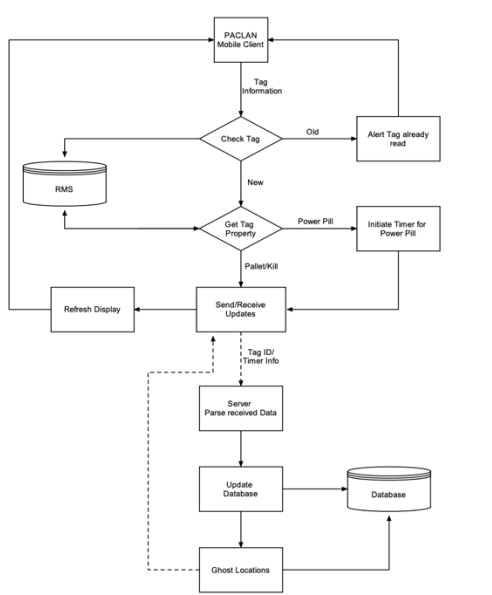 PACLAN
Mobile Client
Tag
Information
Check Tag
Old
Alert Tag already
read
RMS
New
Get Tag
Property
Power Pill
Initiate Timer for
Power Pill
Pallet/Kill
Refresh Display
Send/Receive
Updates
Tag ID/
Timer Info
Server
Parse received Data
Update
Database
Database
Ghost Locations